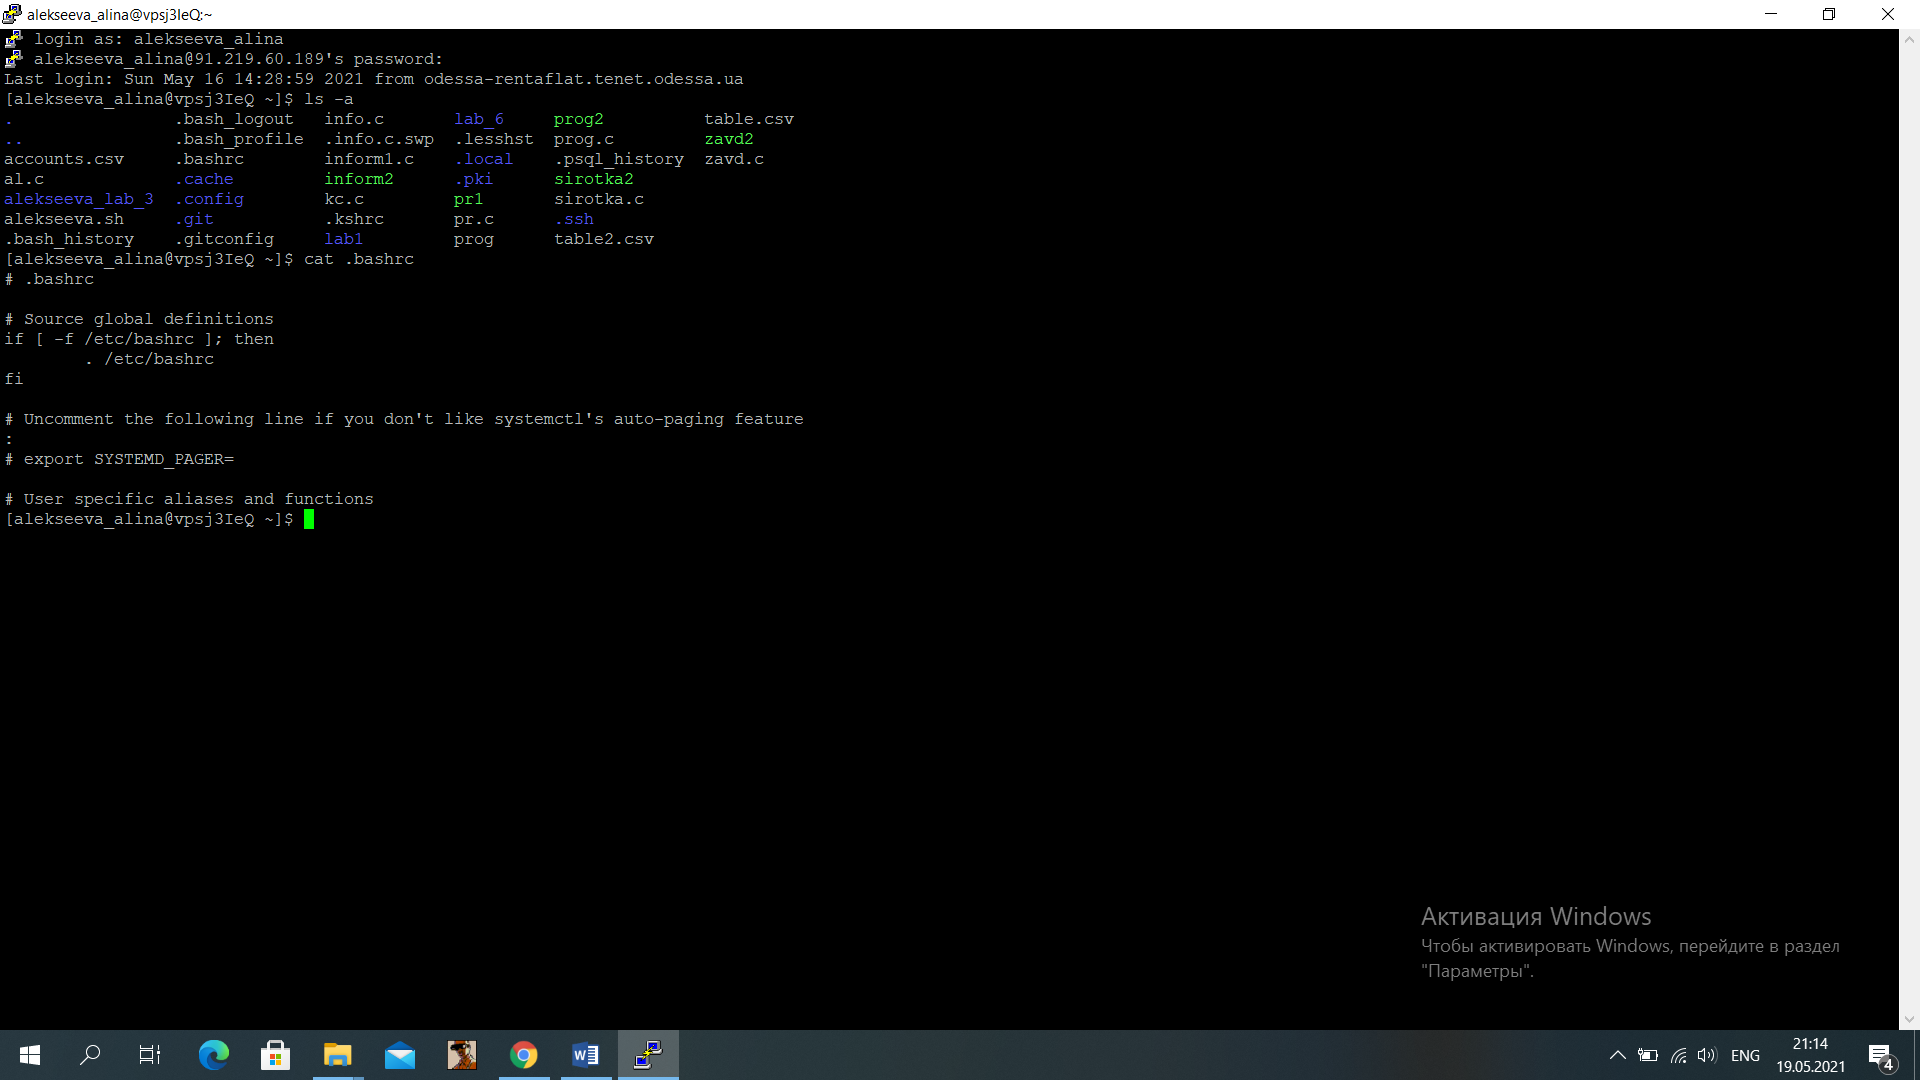 alekseeva_alina@vpsj3IeQ:~
login as: alekseeva_alina
alekseeva_alina@91.219.60.189's password:
Last login: Sun May 16 14:28:59 2021 from odessa-rentaflat.tenet.odessa.ua
[alekseeva_alina@vpsj3IeQ ~]$ ls -a
.                .bash_logout   info.c       lab_6     prog2          table.csv
..               .bash_profile  .info.c.swp  .lesshst  prog.c         zavd2
accounts.csv     .bashrc        inform1.c    .local    .psql_history  zavd.c
al.c             .cache         inform2      .pki      sirotka2
alekseeva_lab_3  .config        kc.c         pr1       sirotka.c
alekseeva.sh     .git           .kshrc       pr.c      .ssh
.bash_history    .gitconfig     lab1         prog      table2.csv
[alekseeva_alina@vpsj3IeQ ~]$ cat .bashrc
# .bashrc
# Source global definitions
if [ -f /etc/bashrc ]; then
        . /etc/bashrc
fi
# Uncomment the following line if you don't like systemctl's auto-paging feature
:
# export SYSTEMD_PAGER=
# User specific aliases and functions
[alekseeva_alina@vpsj3IeQ ~]$
Активация Windows
Чтобы активировать Windows, перейдите в раздел
"Параметры".
ENG
21:14
19.05.2021
4